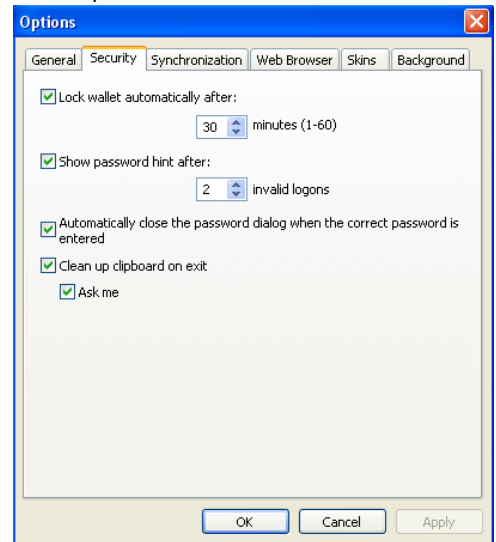 Options
General Security Synchronization Web Browser Skins Background
Lock wallet automatically after:
30 minutes (1-60)
Show password hint after:
2 invalid logons
Automatically close the password dialog when the correct password is
entered
Clean up clipboard on exit
Ask me
OK Cancel Apply